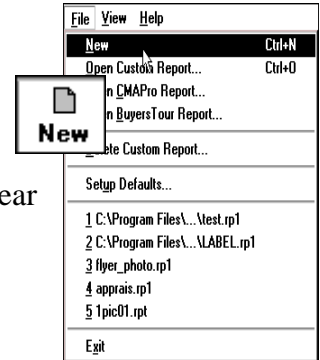 File View Help
New Ctrl+N
Open Custom Report... Ctrl+O
CMAPro Report...
BuyersTour Report...
New
Custom Report...
Setup Defaults...
1 C:\Program Files\...\test.rp1
2 C:\Program Files\...\LABEL.rp1
3 flyer_photo.rp1
4 apprais.rp1
5 1pic01.rpt
Exit